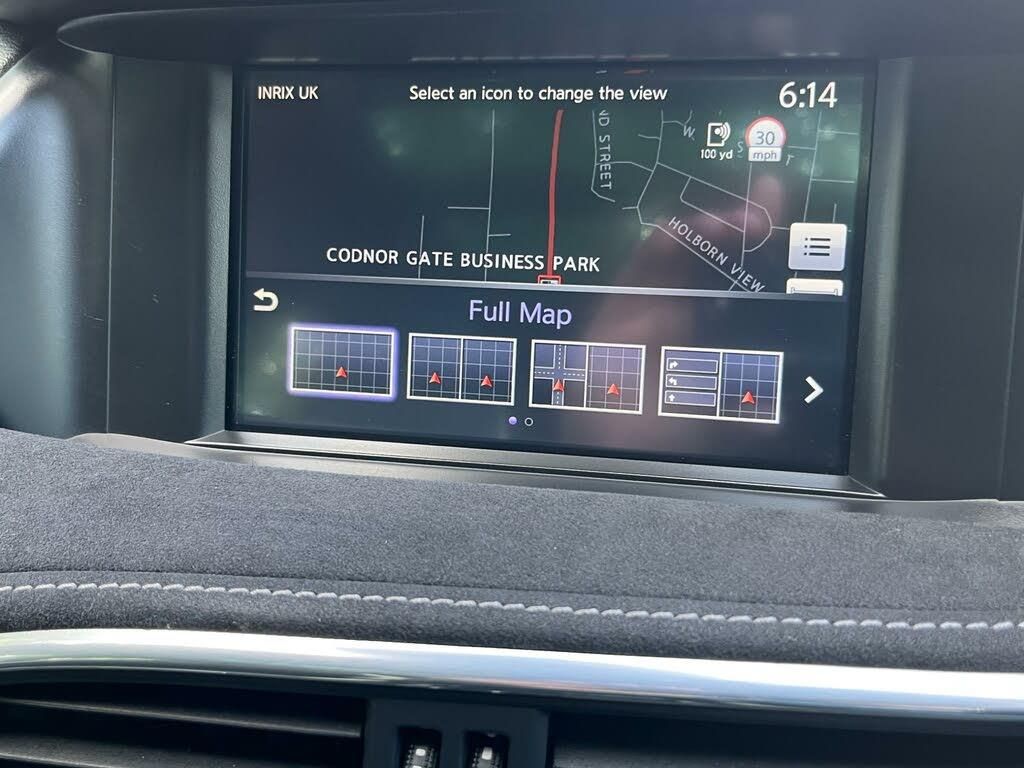 INRIX UK
Select an icon to change the view
6:14
ND STREET
W.
100 yd
30
mph
S
T
HOLBORN VIEW
CODNOR GATE BUSINESS PARK
Full Map